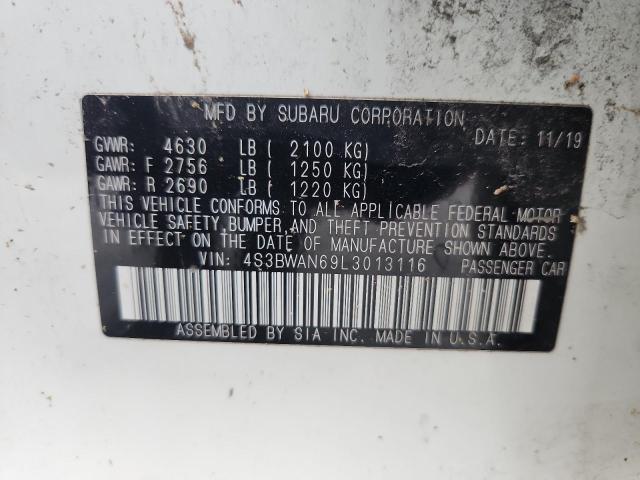 MFD BY SUBARU CORPORATION
DATE: 11/19
GVWR: 4630 LB ( 2100 KG)
GAWR: F 2756 LB ( 1250 KG)
GAWR: R 2690 LB ( 1220 KG)
THIS VEHICLE CONFORMS TO ALL APPLICABLE FEDERAL MOTOR
VEHICLE SAFETY, BUMPER, AND THEFT PREVENTION STANDARDS
IN EFFECT ON THE DATE OF MANUFACTURE SHOWN ABOVE.
VIN: 4S3BWAN69L3013116 PASSENGER CAR
ASSEMBLED BY SIA INC. MADE IN U.S.A.